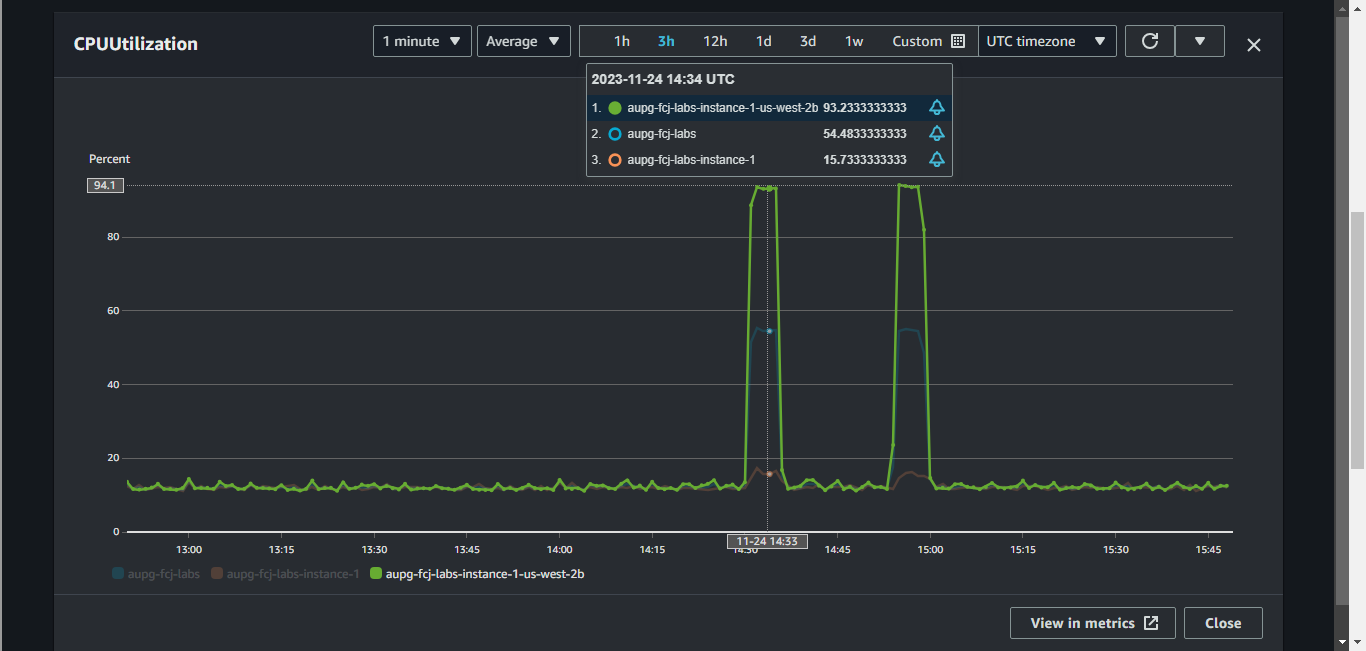 CPUUtilization
1 minute ▼ Average ▼ 1h 3h 12h 1d 3d 1w Custom UTC timezone ▼
2023-11-24 14:34 UTC
1. aupg-fcj-labs-instance-1-us-west-2b 93.2333333333
2. aupg-fcj-labs 54.4833333333
3. aupg-fcj-labs-instance-1 15.7333333333
Percent
94.1
80
60
40
20
0
13:00 13:15 13:30 13:45 14:00 14:15 14:30 11-24 14:33 14:45 15:00 15:15 15:30 15:45
aupg-fcj-labs aupg-fcj-labs-instance-1 aupg-fcj-labs-instance-1-us-west-2b
View in metrics Close